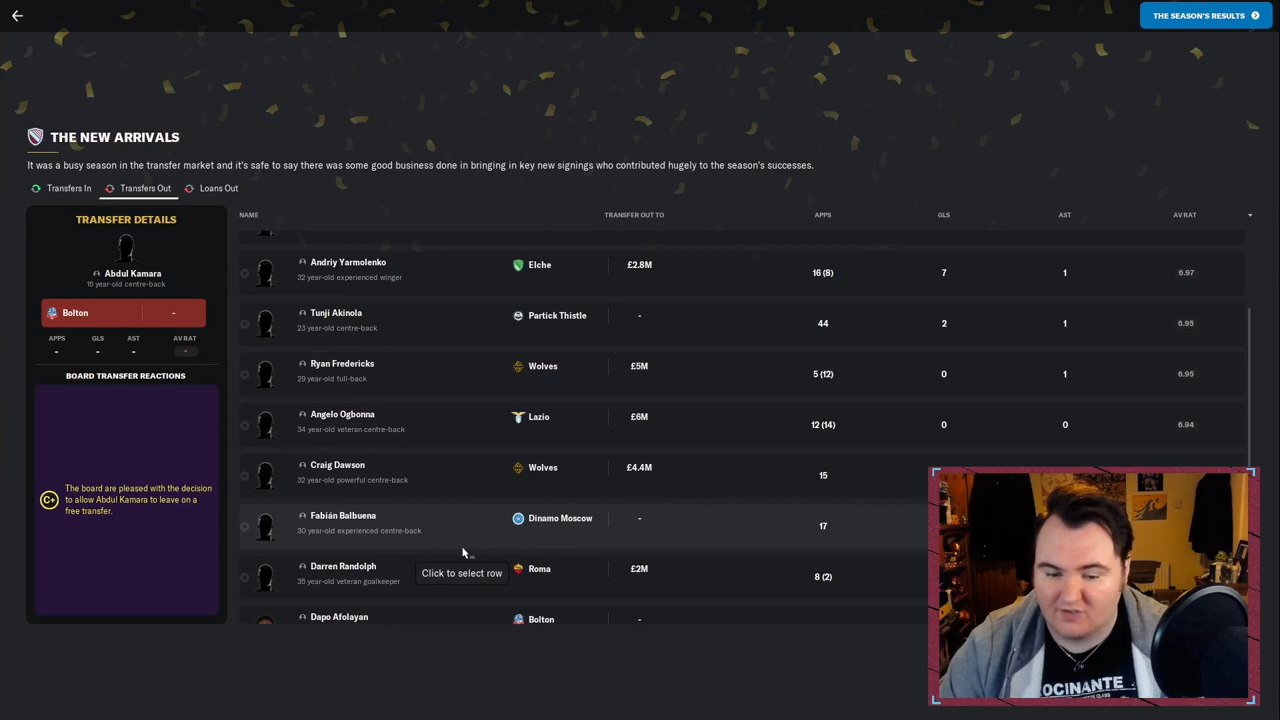 THE SEASON'S RESULTS
THE NEW ARRIVALS
It was a busy season in the transfer market and it's safe to say there was some good business done in bringing in key new signings who contributed hugely to the season's successes.
Transfers In Transfers Out Loans Out
TRANSFER DETAILS
Abdul Kamara
16 year-old centre-back
Bolton -
APPS GLS AST AV RAT
- - - -
BOARD TRANSFER REACTIONS
C+
The board are pleased with the decision
to allow Abdul Kamara to leave on a
free transfer.
NAME TRANSFER OUT TO APPS GLS AST AV RAT
Andriy Yarmolenko Elche £2.8M 16 (8) 7 1 6.97
32 year-old experienced winger
Tunji Akinola Partick Thistle - 44 2 1 6.95
23 year-old centre-back
Ryan Fredericks Wolves £5M 5 (12) 0 1 6.95
29 year-old full-back
Angelo Ogbonna Lazio £6M 12 (14) 0 0 6.94
34 year-old veteran centre-back
Craig Dawson Wolves £4.4M 15
32 year-old powerful centre-back
Fabián Balbuena Dinamo Moscow - 17
30 year-old experienced centre-back
Darren Randolph Roma £2M 8 (2)
35 year-old veteran goalkeeper
Click to select row
Dapo Afolayan Bolton -
OCINANTE